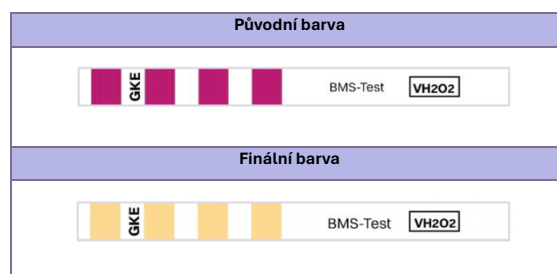 Původní barva
GKE BMS-Test VH2O2
Finální barva
GKE BMS-Test VH2O2